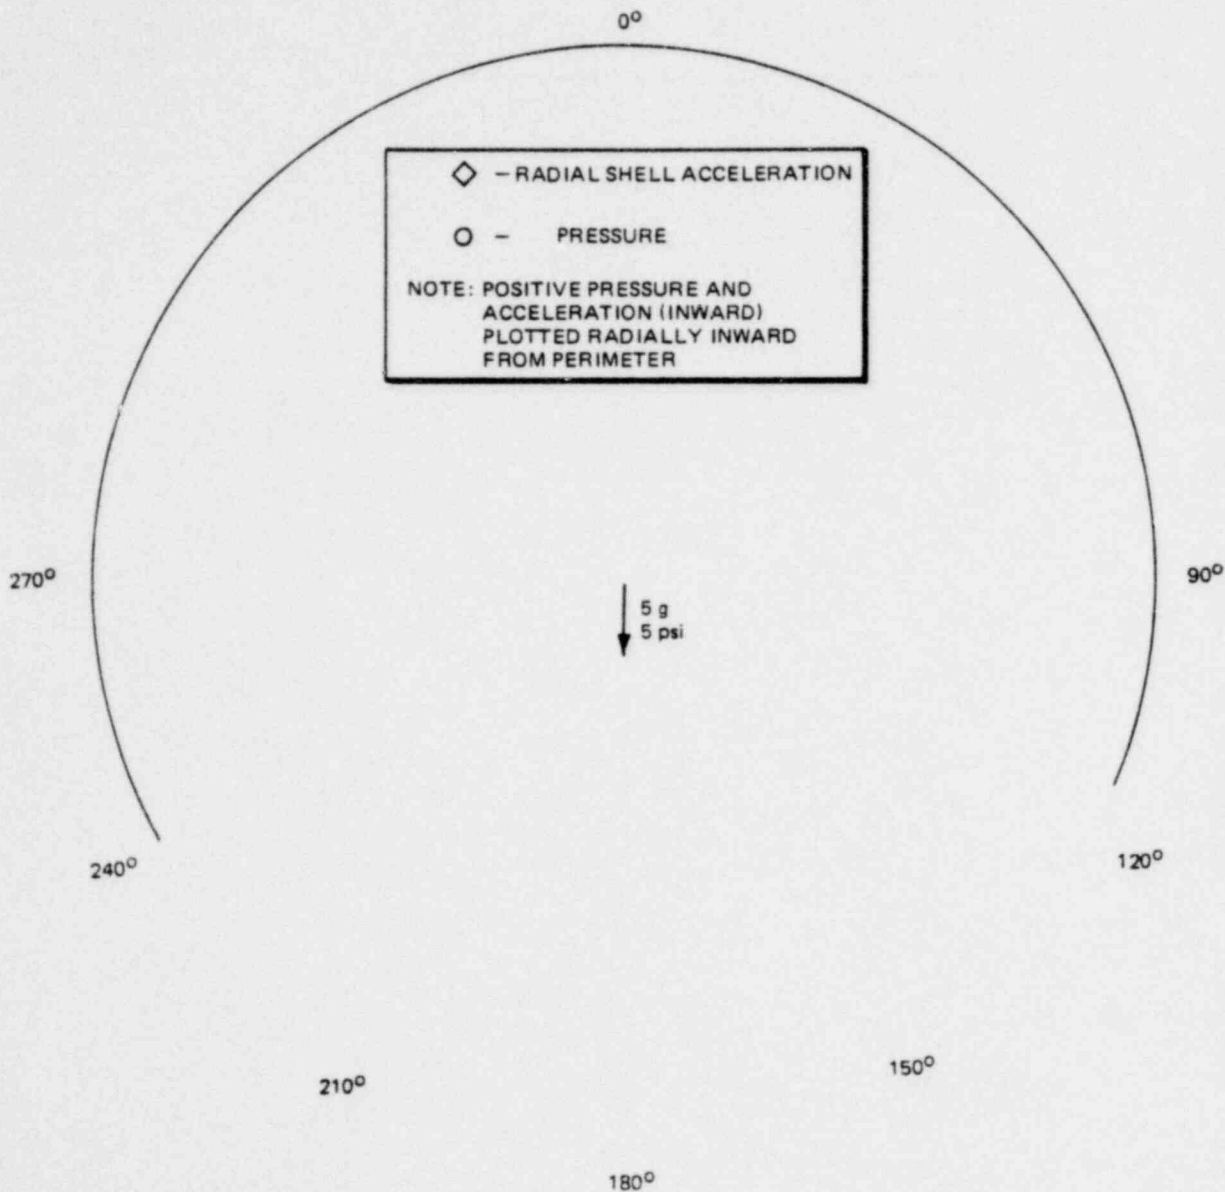 0°
◇ – RADIAL SHELL ACCELERATION
○ – PRESSURE
NOTE: POSITIVE PRESSURE AND
ACCELERATION (INWARD)
PLOTTED RADIALLY INWARD
FROM PERIMETER
270°
90°
5 g
5 psi
240°
120°
210°
150°
180°